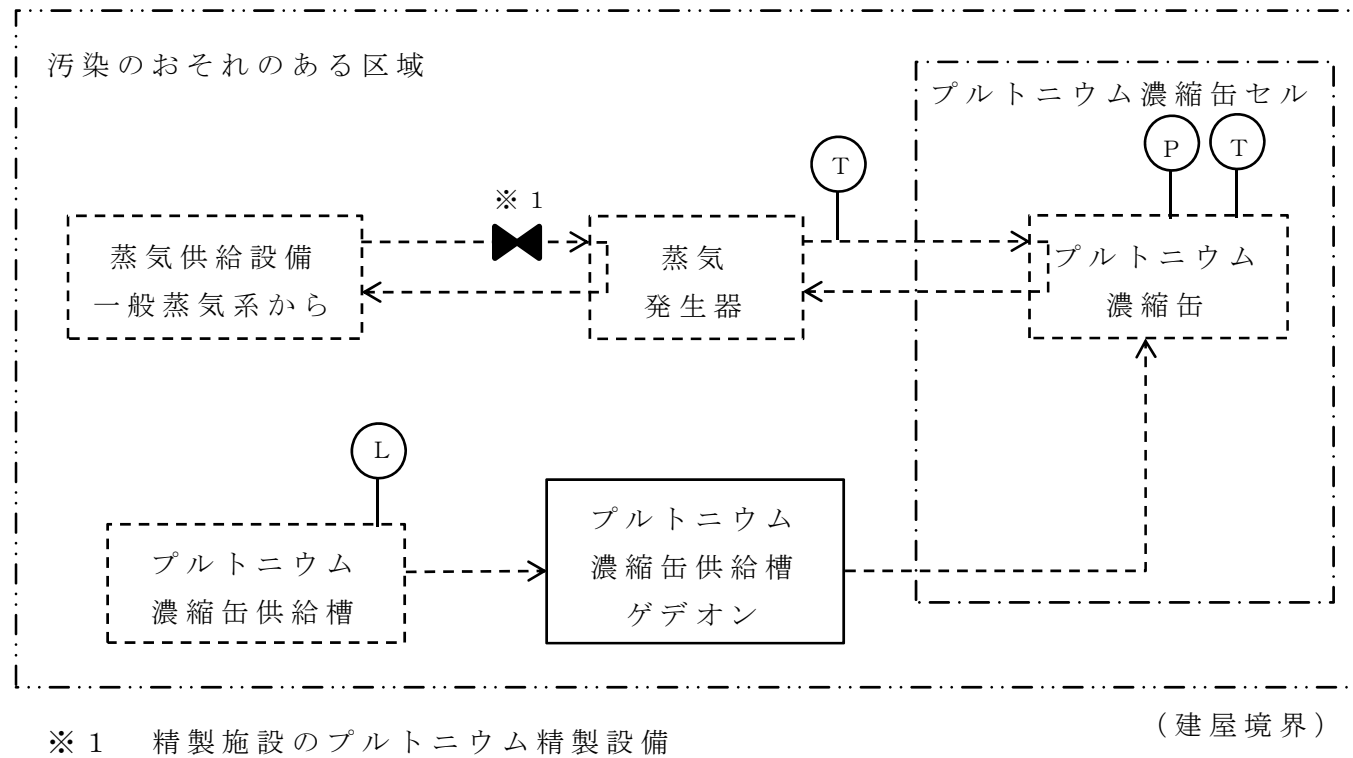 汚染のおそれのある区域
プルトニウム濃縮缶セル
P
T
T
※1
蒸気供給設備
一般蒸気系から
蒸気
発生器
プルトニウム
濃縮缶
L
プルトニウム
濃縮缶供給槽
プルトニウム
濃縮缶供給槽
ゲデオン
(建屋境界)
※1 精製施設のプルトニウム精製設備